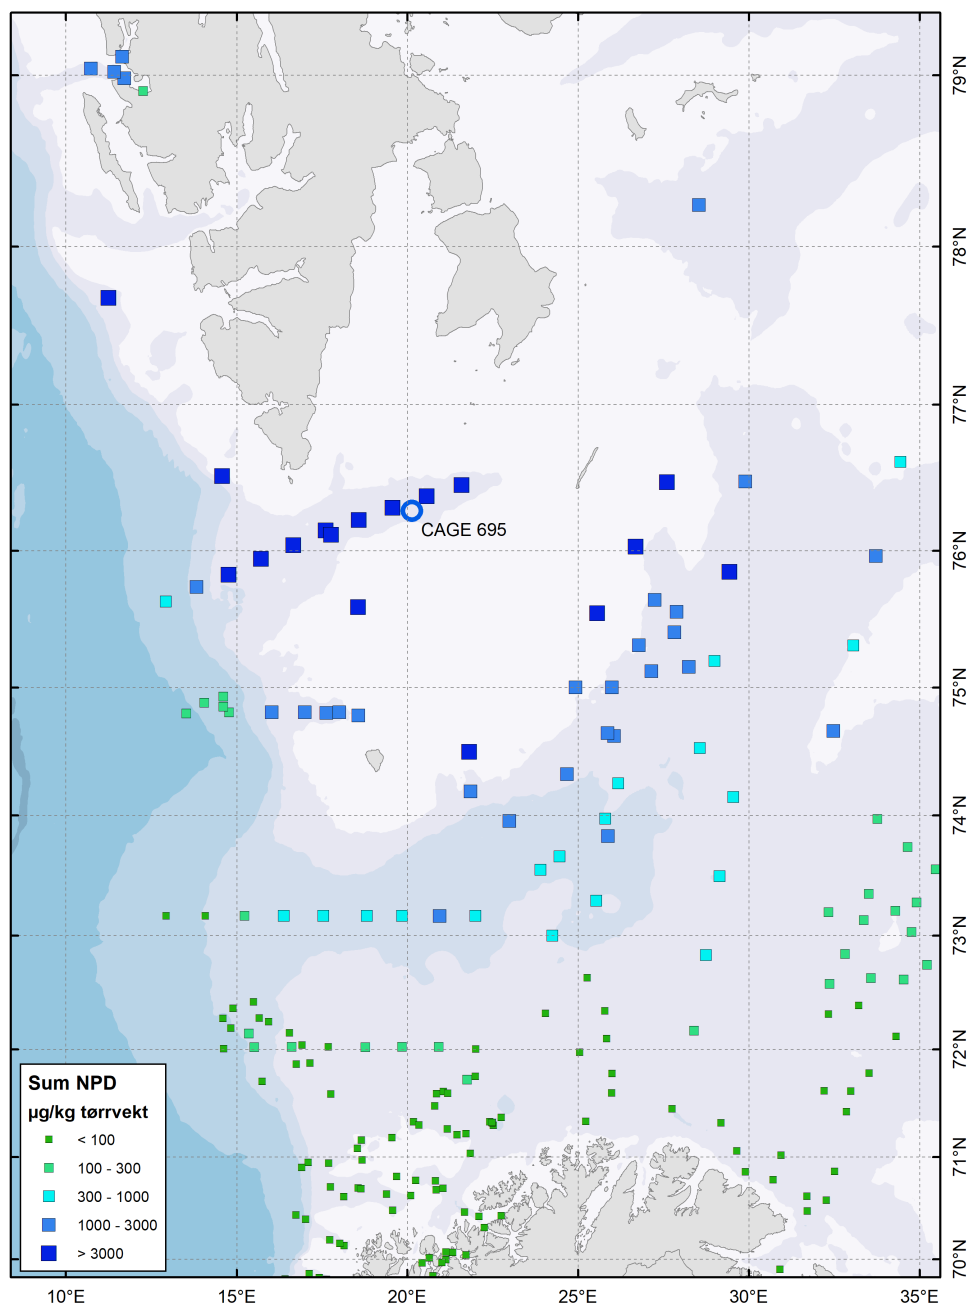 79°N
78°N
77°N
76°N
CAGE 695
75°N
74°N
73°N
72°N
71°N
70°N
Sum NPD
µg/kg tørrvekt
< 100
100 - 300
300 - 1000
1000 - 3000
> 3000
10°E
15°E
20°E
25°E
30°E
35°E